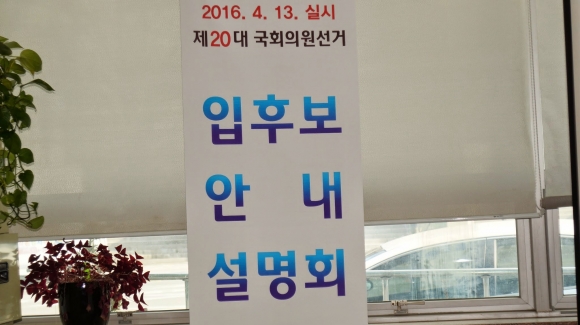 2016. 4. 13. 실시
제20대 국회의원선거
입후보
안 내
설명회